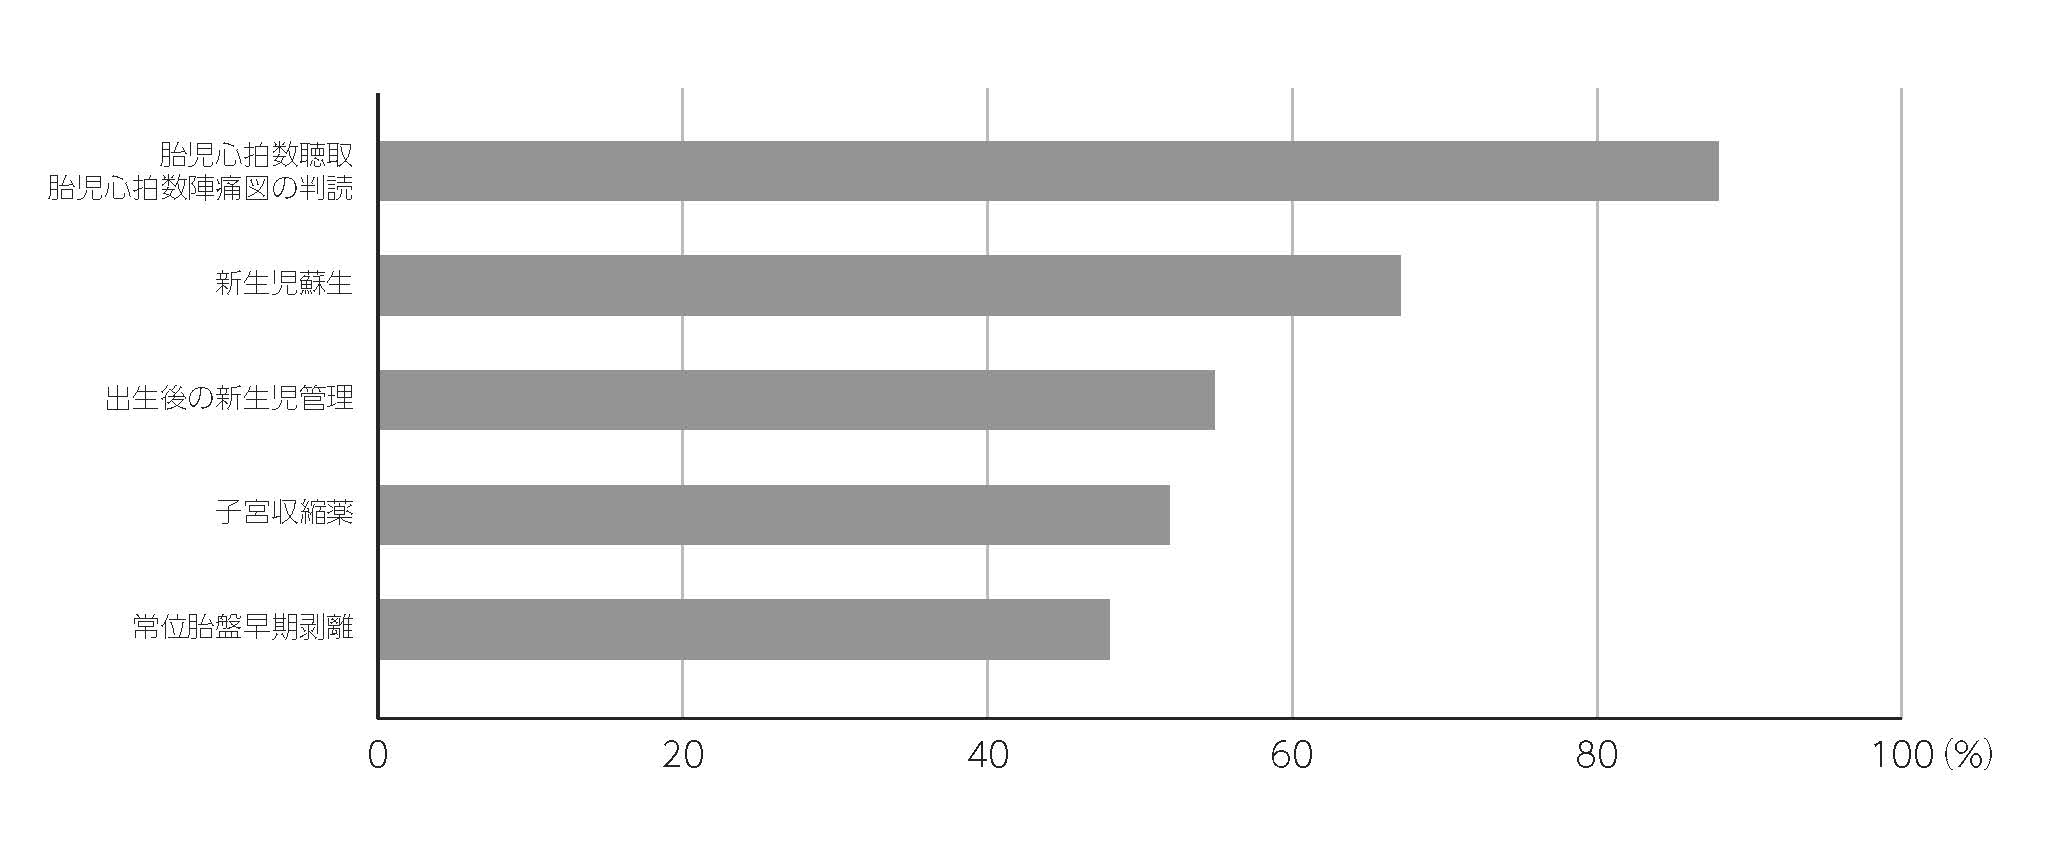 胎児心拍数聴取
胎児心拍数陣痛図の判読
新生児蘇生
出生後の新生児管理
子宮収縮薬
常位胎盤早期剥離
0 20 40 60 80 100 (%)